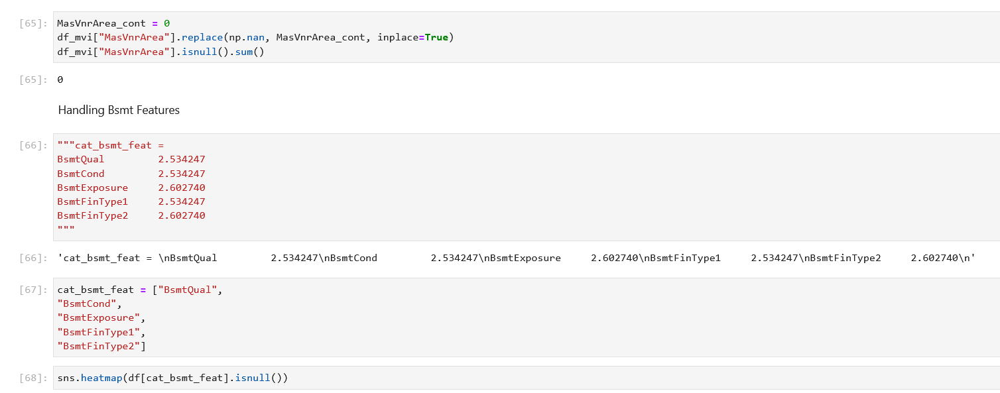 [65]: MasVnrArea_cont = 0
df_mvi["MasVnrArea"].replace(np.nan, MasVnrArea_cont, inplace=True)
df_mvi["MasVnrArea"].isnull().sum()
[65]: 0
Handling Bsmt Features
[66]: """cat_bsmt_feat =
BsmtQual         2.534247
BsmtCond         2.534247
BsmtExposure     2.602740
BsmtFinType1     2.534247
BsmtFinType2     2.602740
"""
[66]: 'cat_bsmt_feat = \nBsmtQual         2.534247\nBsmtCond         2.534247\nBsmtExposure     2.602740\nBsmtFinType1     2.534247\nBsmtFinType2     2.602740\n'
[67]: cat_bsmt_feat = ["BsmtQual",
"BsmtCond",
"BsmtExposure",
"BsmtFinType1",
"BsmtFinType2"]
[68]: sns.heatmap(df[cat_bsmt_feat].isnull())